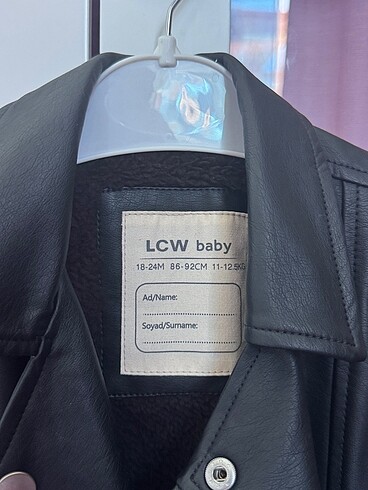 LCW baby
18-24M 86-92CM 11-12.5KG
Ad/Name:
Soyad/Surname: